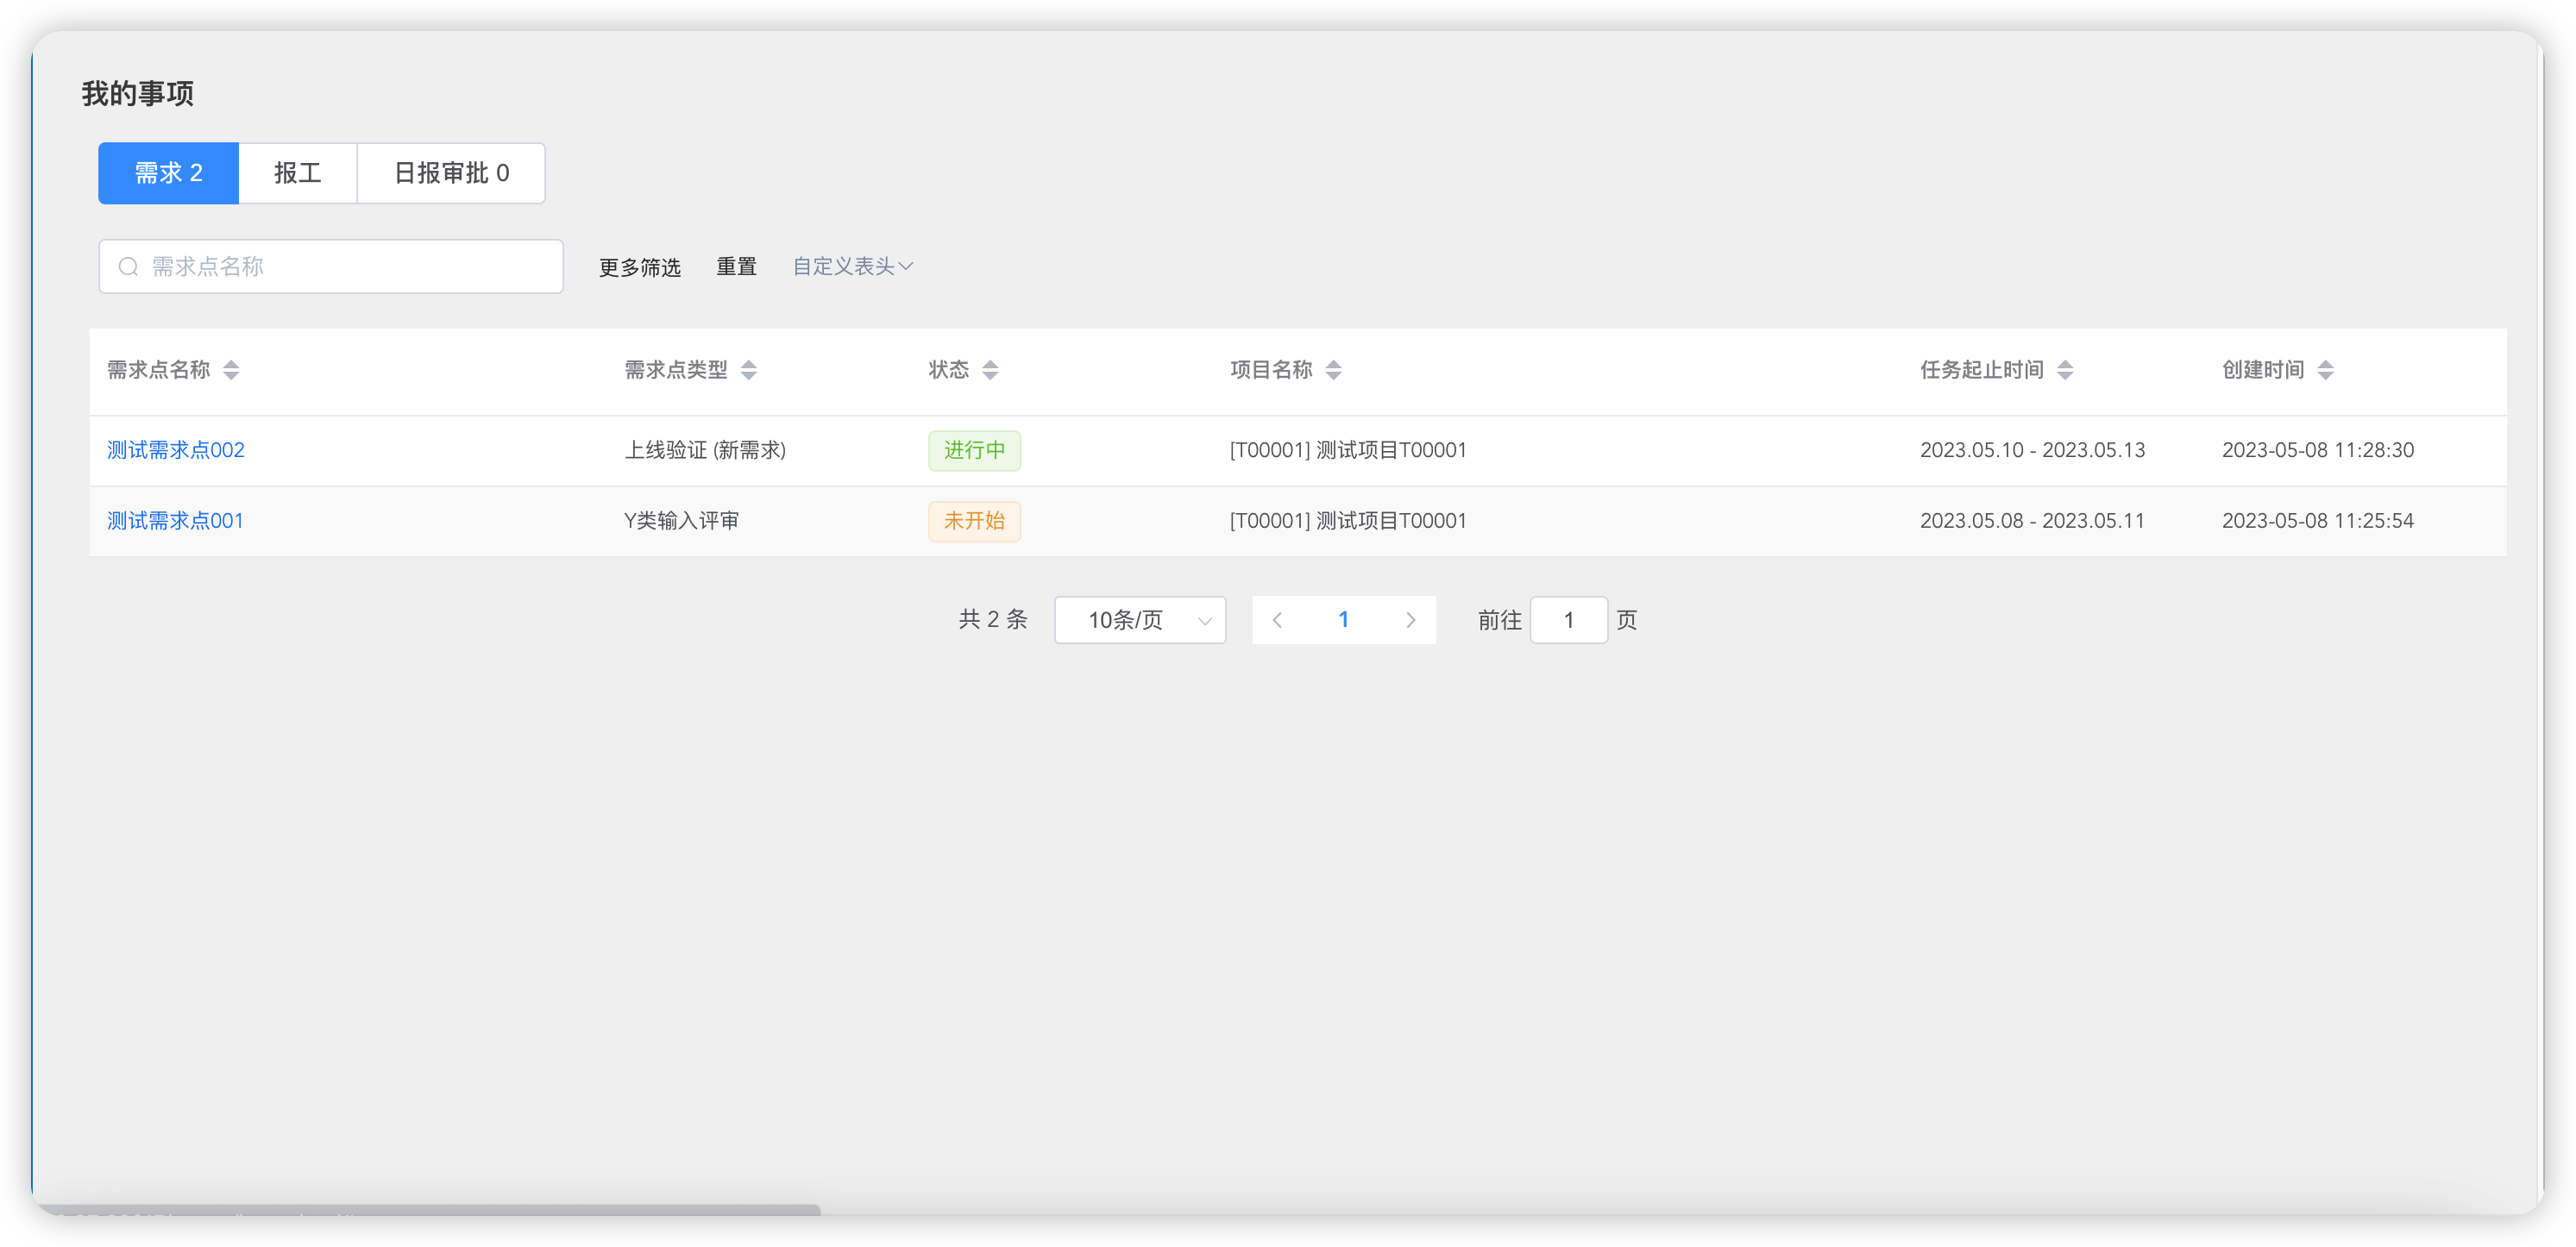 我的事项
需求 2 报工 日报审批 0
需求点名称 更多筛选 重置 自定义表头
需求点名称 需求点类型 状态 项目名称 任务起止时间 创建时间
测试需求点002 上线验证 (新需求) 进行中 [T00001] 测试项目T00001 2023.05.10 - 2023.05.13 2023-05-08 11:28:30
测试需求点001 Y类输入评审 未开始 [T00001] 测试项目T00001 2023.05.08 - 2023.05.11 2023-05-08 11:25:54
共 2 条 10条/页 1 前往 1 页